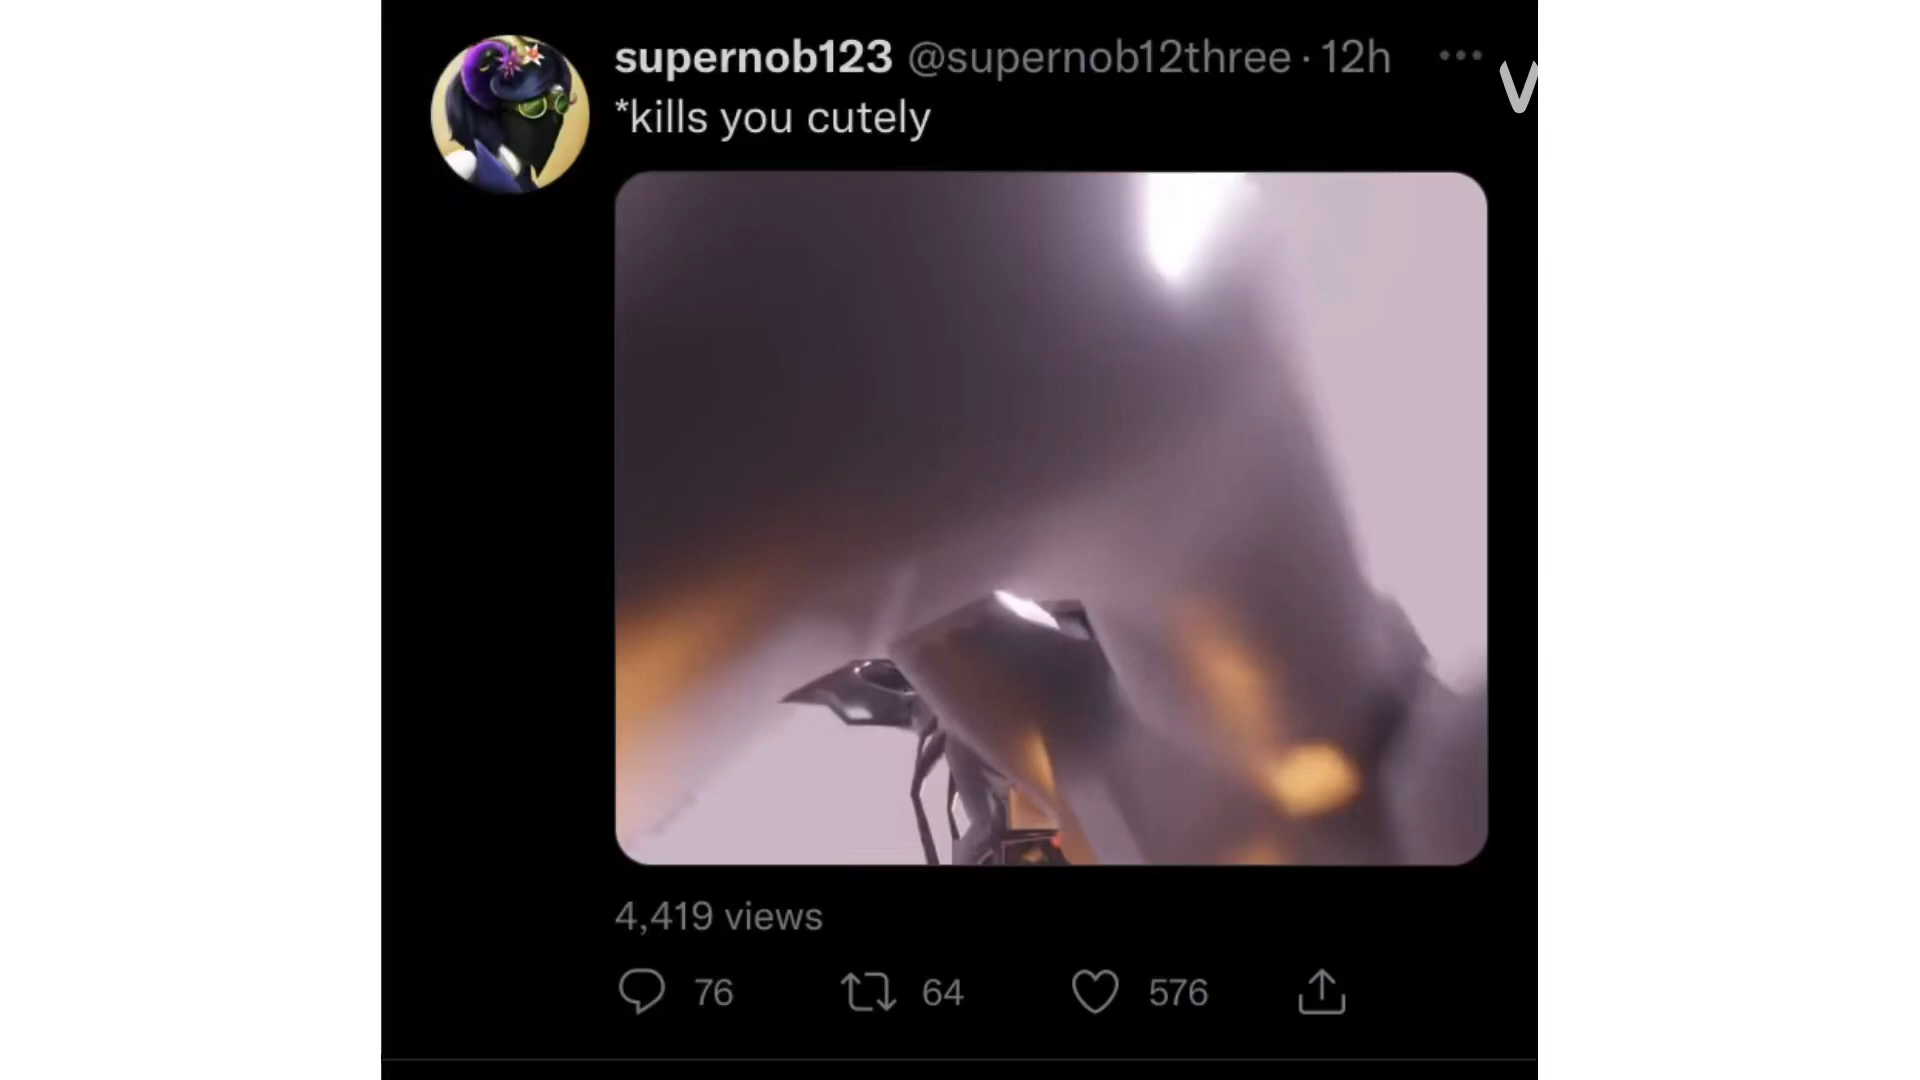 supernob123 @supernob12three · 12h
*kills you cutely
4,419 views
76 64 576